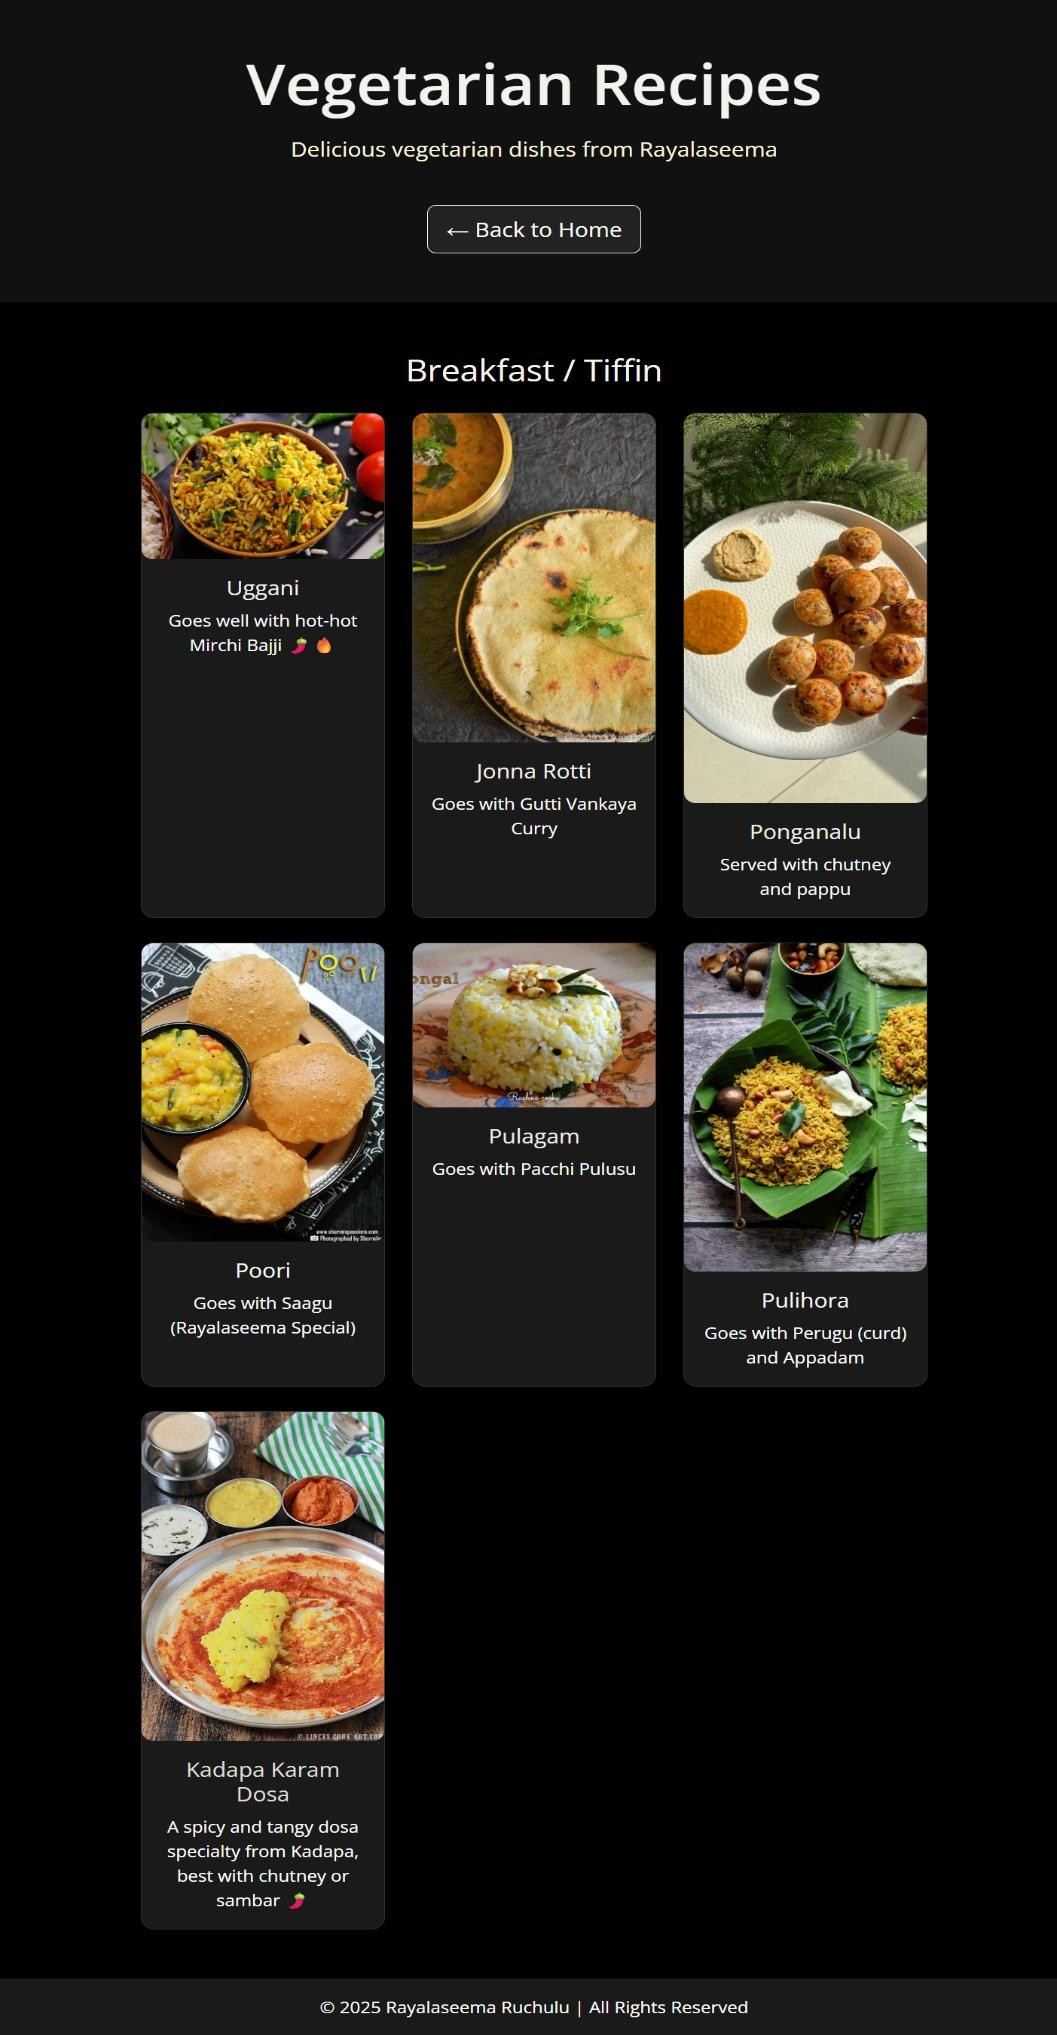 Vegetarian Recipes
Delicious vegetarian dishes from Rayalaseema
← Back to Home
Breakfast / Tiffin
Uggani
Goes well with hot-hot
Mirchi Bajji 🌶️ 🔥
Jonna Rotti
Goes with Gutti Vankaya
Curry
Ponganalu
Served with chutney
and pappu
Poori
www.sharmispassions.com
Poori
Goes with Saagu
(Rayalaseema Special)
ongal
Pulagam
Goes with Pacchi Pulusu
Pulihora
Goes with Perugu (curd)
and Appadam
Kadapa Karam
Dosa
A spicy and tangy dosa
specialty from Kadapa,
best with chutney or
sambar 🌶️
© 2025 Rayalaseema Ruchulu | All Rights Reserved